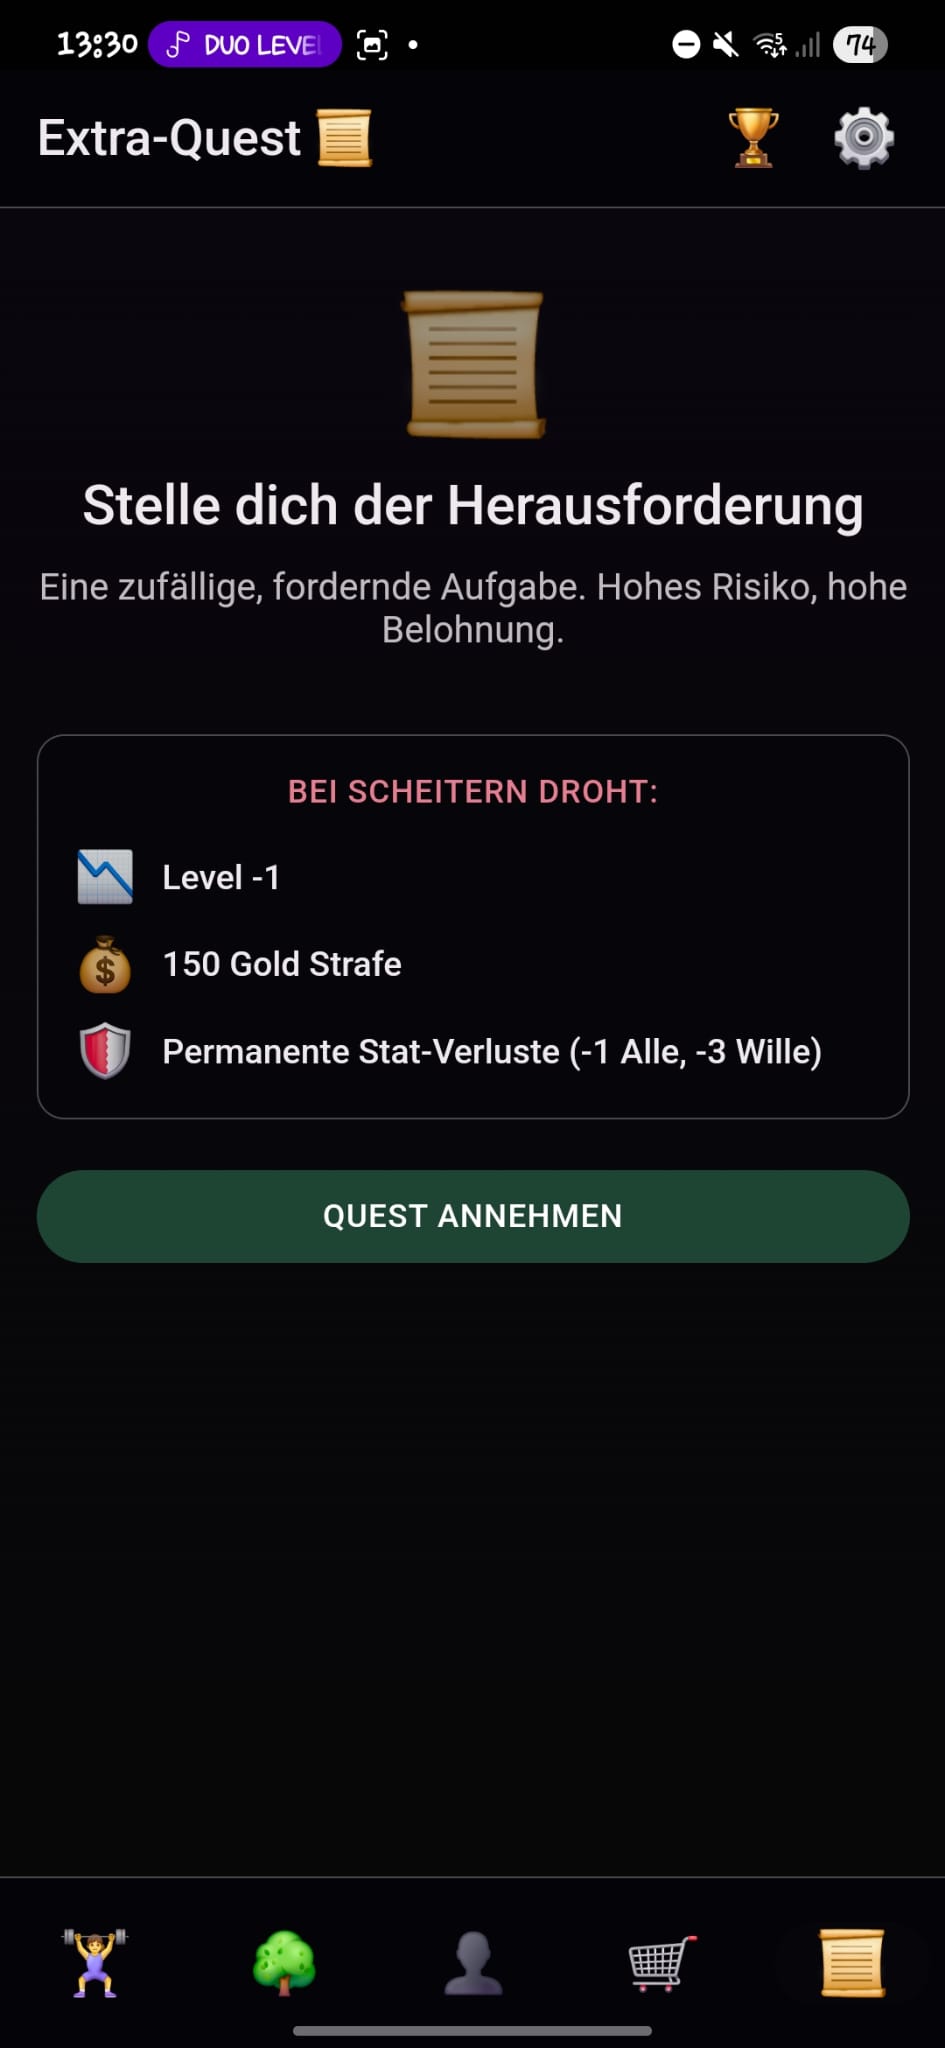 13:30 DUO LEVEL 5 74
Extra-Quest
Stelle dich der Herausforderung
Eine zufällige, fordernde Aufgabe. Hohes Risiko, hohe
Belohnung.
BEI SCHEITERN DROHT:
Level -1
150 Gold Strafe
Permanente Stat-Verluste (-1 Alle, -3 Wille)
QUEST ANNEHMEN